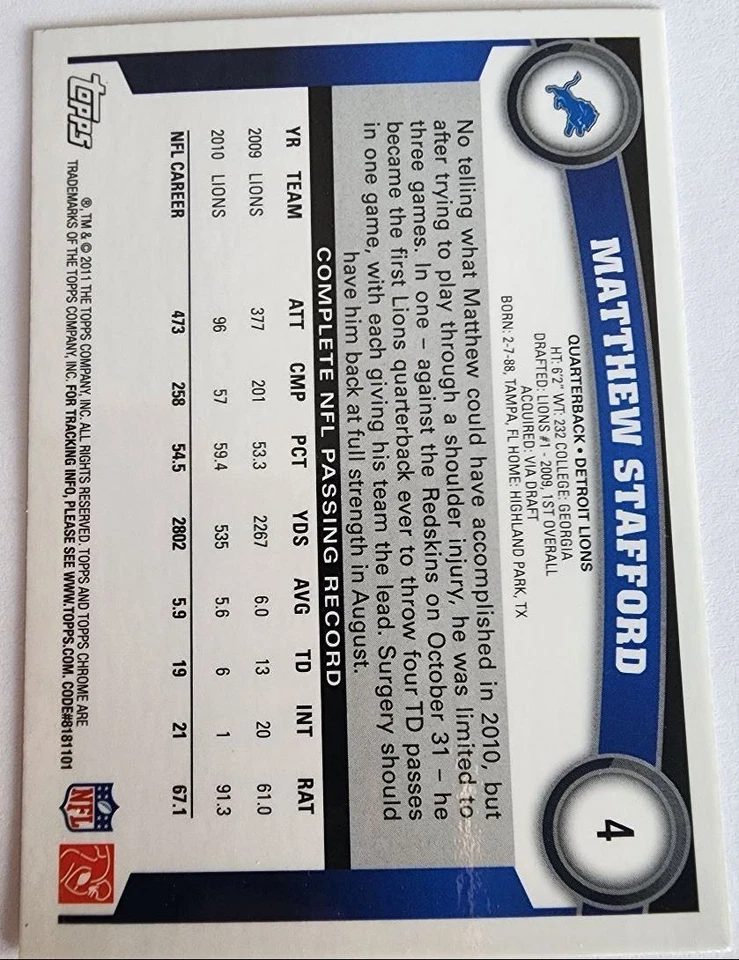 MATTHEW STAFFORD
4
QUARTERBACK • DETROIT LIONS
HT: 6'2" WT: 232 COLLEGE: GEORGIA
DRAFTED: LIONS #1 - 2009, 1ST OVERALL
ACQUIRED: VIA DRAFT
BORN: 2-7-88, TAMPA, FL HOME: HIGHLAND PARK, TX
No telling what Matthew could have accomplished in 2010, but
after trying to play through a shoulder injury, he was limited to
three games. In one – against the Redskins on October 31 – he
became the first Lions quarterback ever to throw four TD passes
in one game, with each giving his team the lead. Surgery should
have him back at full strength in August.
COMPLETE NFL PASSING RECORD
YR TEAM ATT CMP PCT YDS AVG TD INT RAT
2009 LIONS 377 201 53.3 2267 6.0 13 20 61.0
2010 LIONS 96 57 59.4 535 5.6 6 1 91.3
NFL CAREER 473 258 54.5 2802 5.9 19 21 67.1
topps
®, TM & © 2011 THE TOPPS COMPANY, INC. ALL RIGHTS RESERVED. TOPPS AND TOPPS CHROME ARE
TRADEMARKS OF THE TOPPS COMPANY, INC. FOR TRACKING INFO, PLEASE SEE WWW.TOPPS.COM. CODE#8181101
NFL